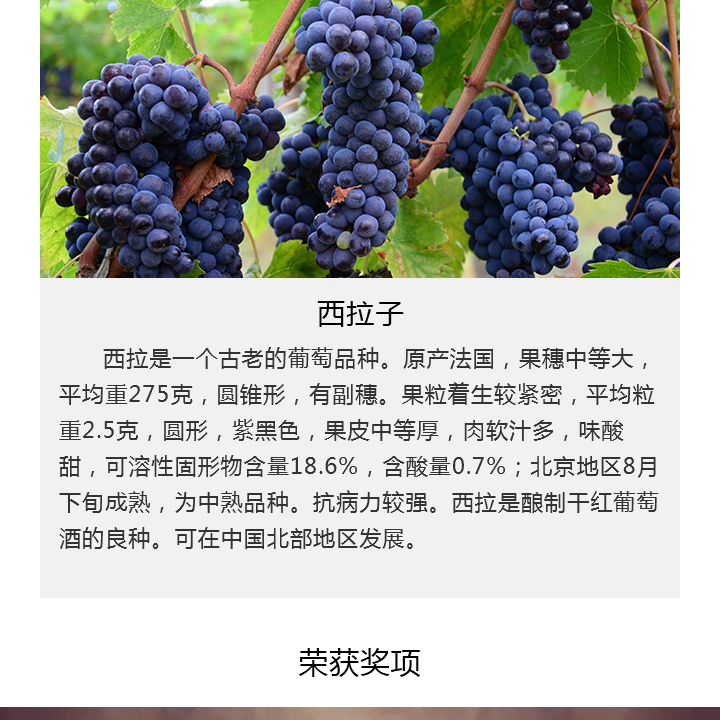 西拉子
西拉是一个古老的葡萄品种。原产法国，果穗中等大，
平均重275克，圆锥形，有副穗。果粒着生较紧密，平均粒
重2.5克，圆形，紫黑色，果皮中等厚，肉软汁多，味酸
甜，可溶性固形物含量18.6%，含酸量0.7%；北京地区8月
下旬成熟，为中熟品种。抗病力较强。西拉是酿制干红葡萄
酒的良种。可在中国北部地区发展。
荣获奖项